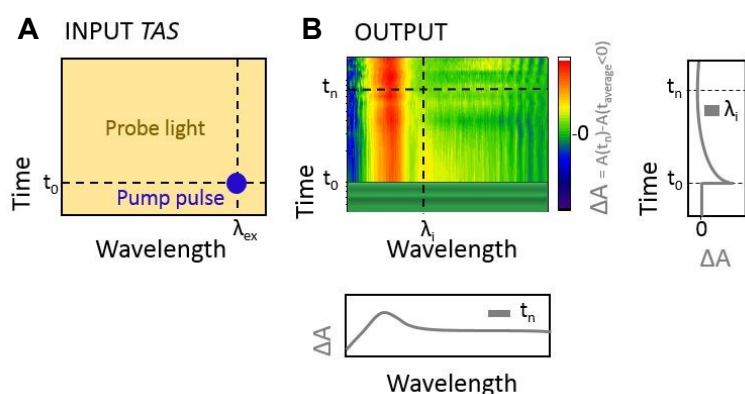 A INPUT TAS
Probe light
Pump pulse
Time
t₀
λₑₓ
Wavelength
B OUTPUT
tₙ
t₀
Time
λᵢ
Wavelength
0
ΔA = A(tₙ)-A(t_average<0)
tₙ
λᵢ
t₀
Time
0
ΔA
ΔA
tₙ
Wavelength